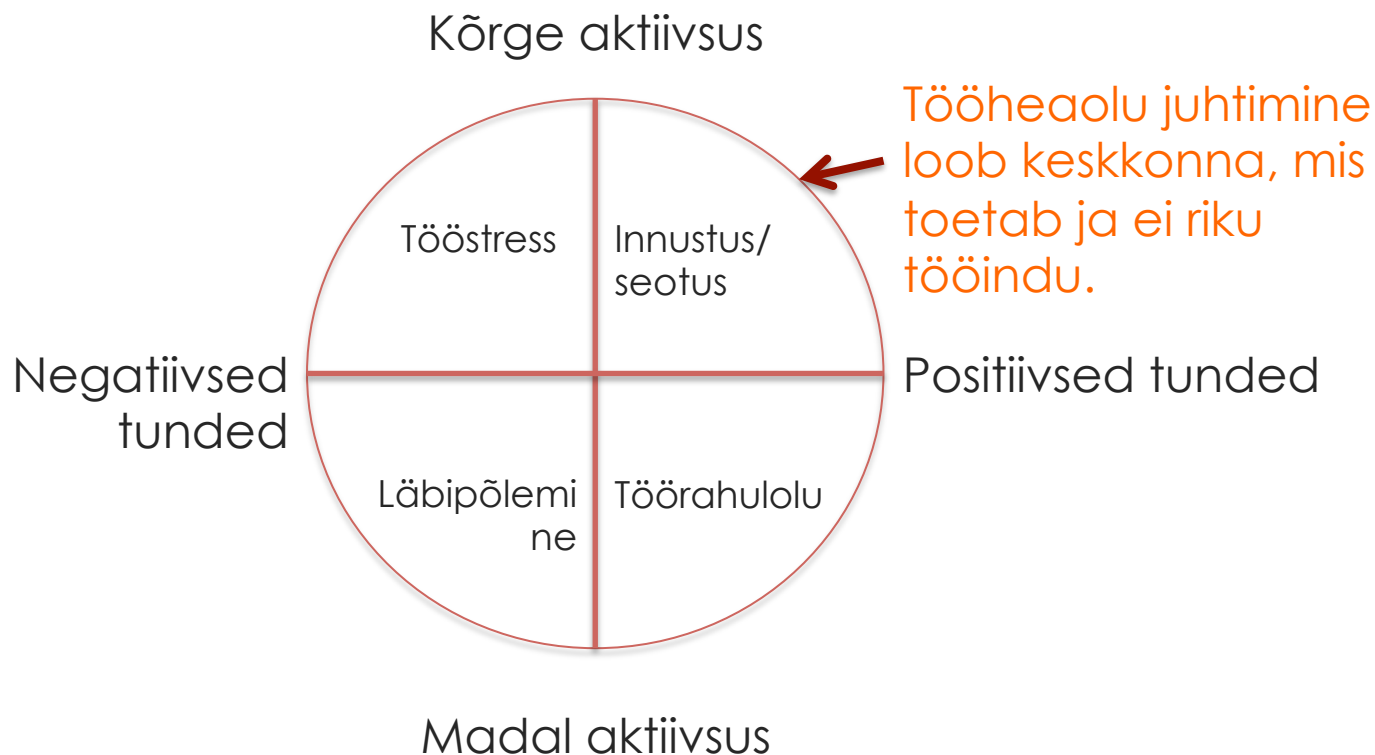 Kõrge aktiivsus
Tööheaolu juhtimine
loob keskkonna, mis
toetab ja ei riku
tööindu.
Tööstress
Innustus/
seotus
Negatiivsed
tunded
Positiivsed tunded
Läbipõlemi
ne
Töörahulolu
Madal aktiivsus